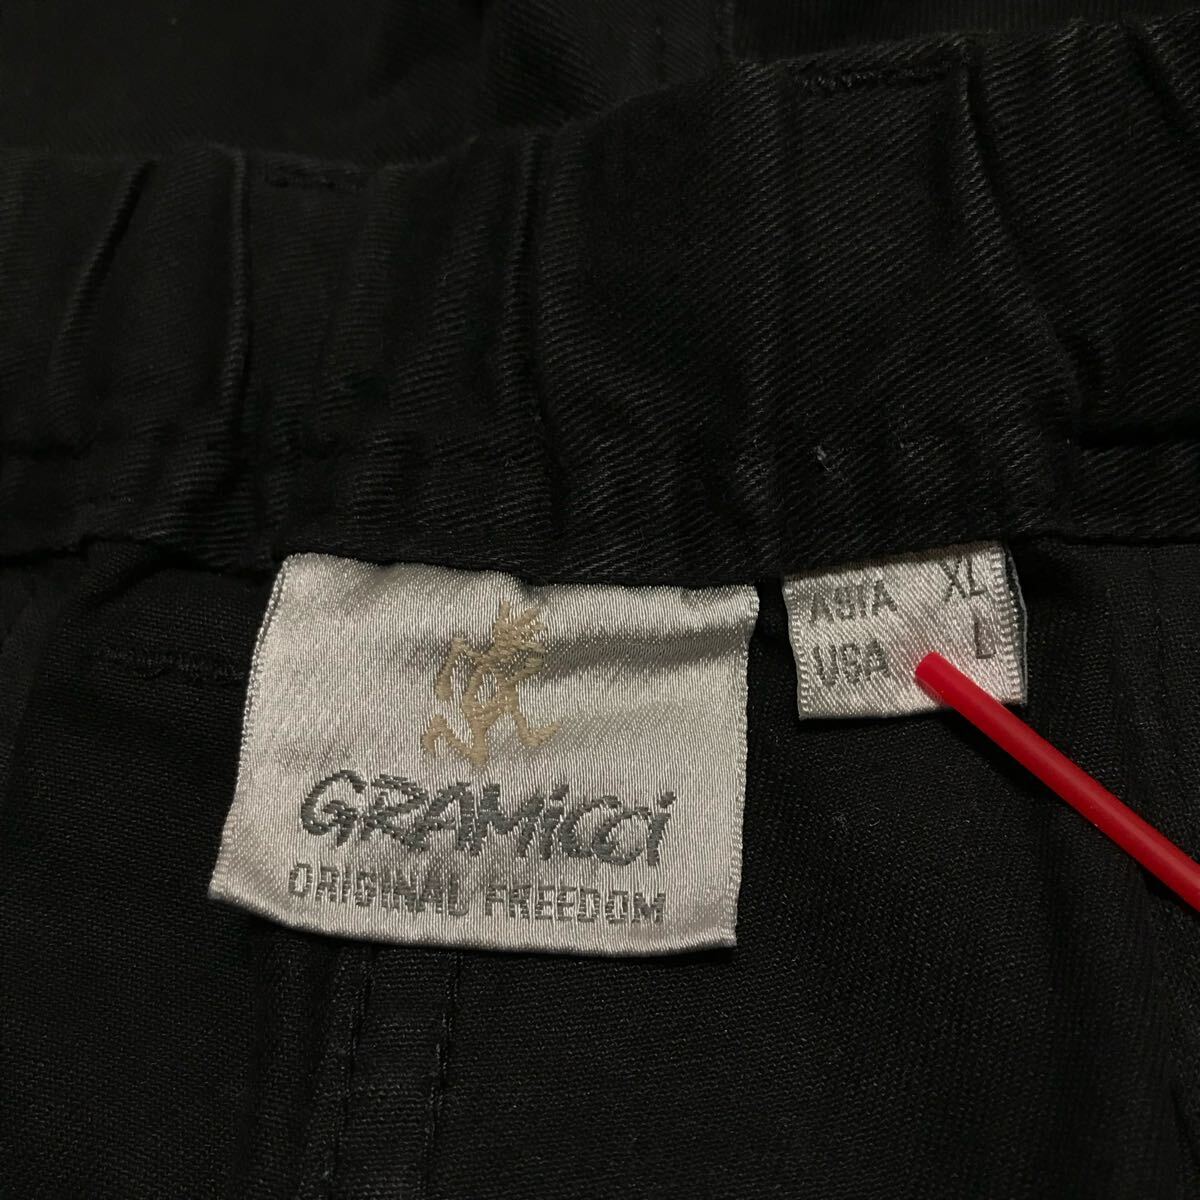 GRAMicci
ORIGINAL FREEDOM
ASIA XL
USA L